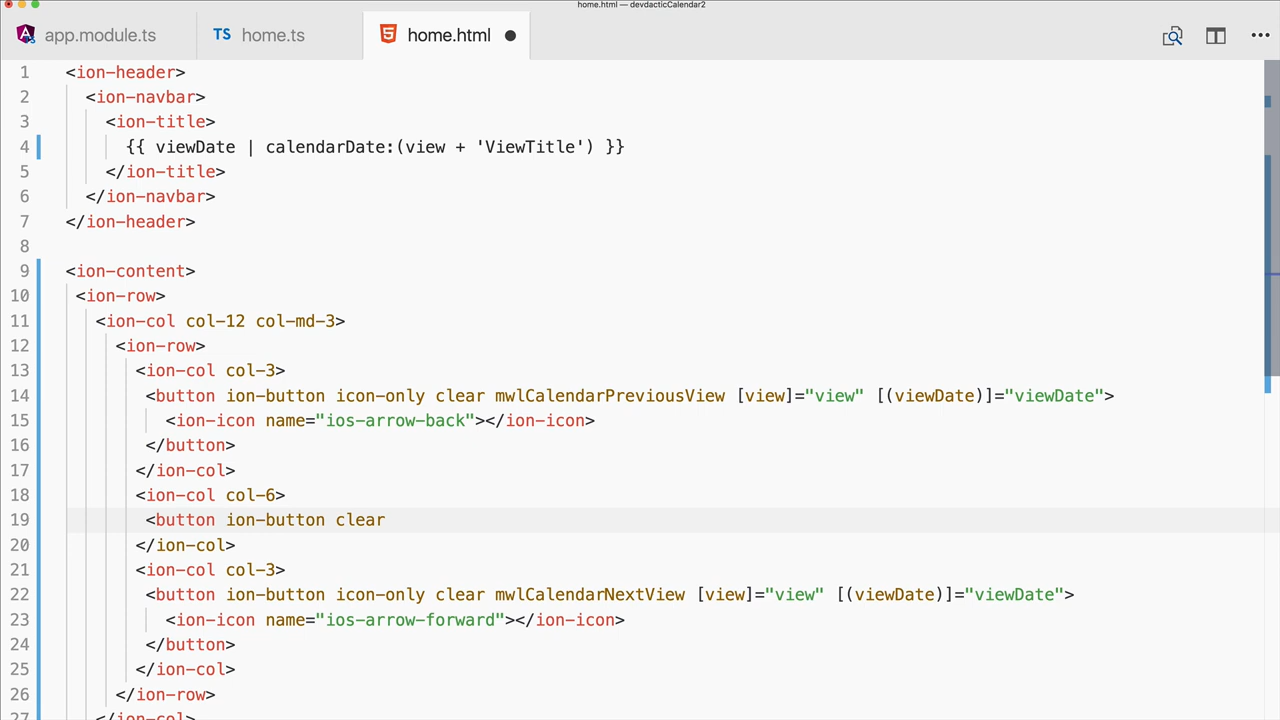 home.html — devdacticCalendar2
app.module.ts TS home.ts home.html
1 <ion-header>
2 <ion-navbar>
3 <ion-title>
4 {{ viewDate | calendarDate:(view + 'ViewTitle') }}
5 </ion-title>
6 </ion-navbar>
7 </ion-header>
8
9 <ion-content>
10 <ion-row>
11 <ion-col col-12 col-md-3>
12 <ion-row>
13 <ion-col col-3>
14 <button ion-button icon-only clear mwlCalendarPreviousView [view]="view" [(viewDate)]="viewDate">
15 <ion-icon name="ios-arrow-back"></ion-icon>
16 </button>
17 </ion-col>
18 <ion-col col-6>
19 <button ion-button clear
20 </ion-col>
21 <ion-col col-3>
22 <button ion-button icon-only clear mwlCalendarNextView [view]="view" [(viewDate)]="viewDate">
23 <ion-icon name="ios-arrow-forward"></ion-icon>
24 </button>
25 </ion-col>
26 </ion-row>
27 </ion-col>